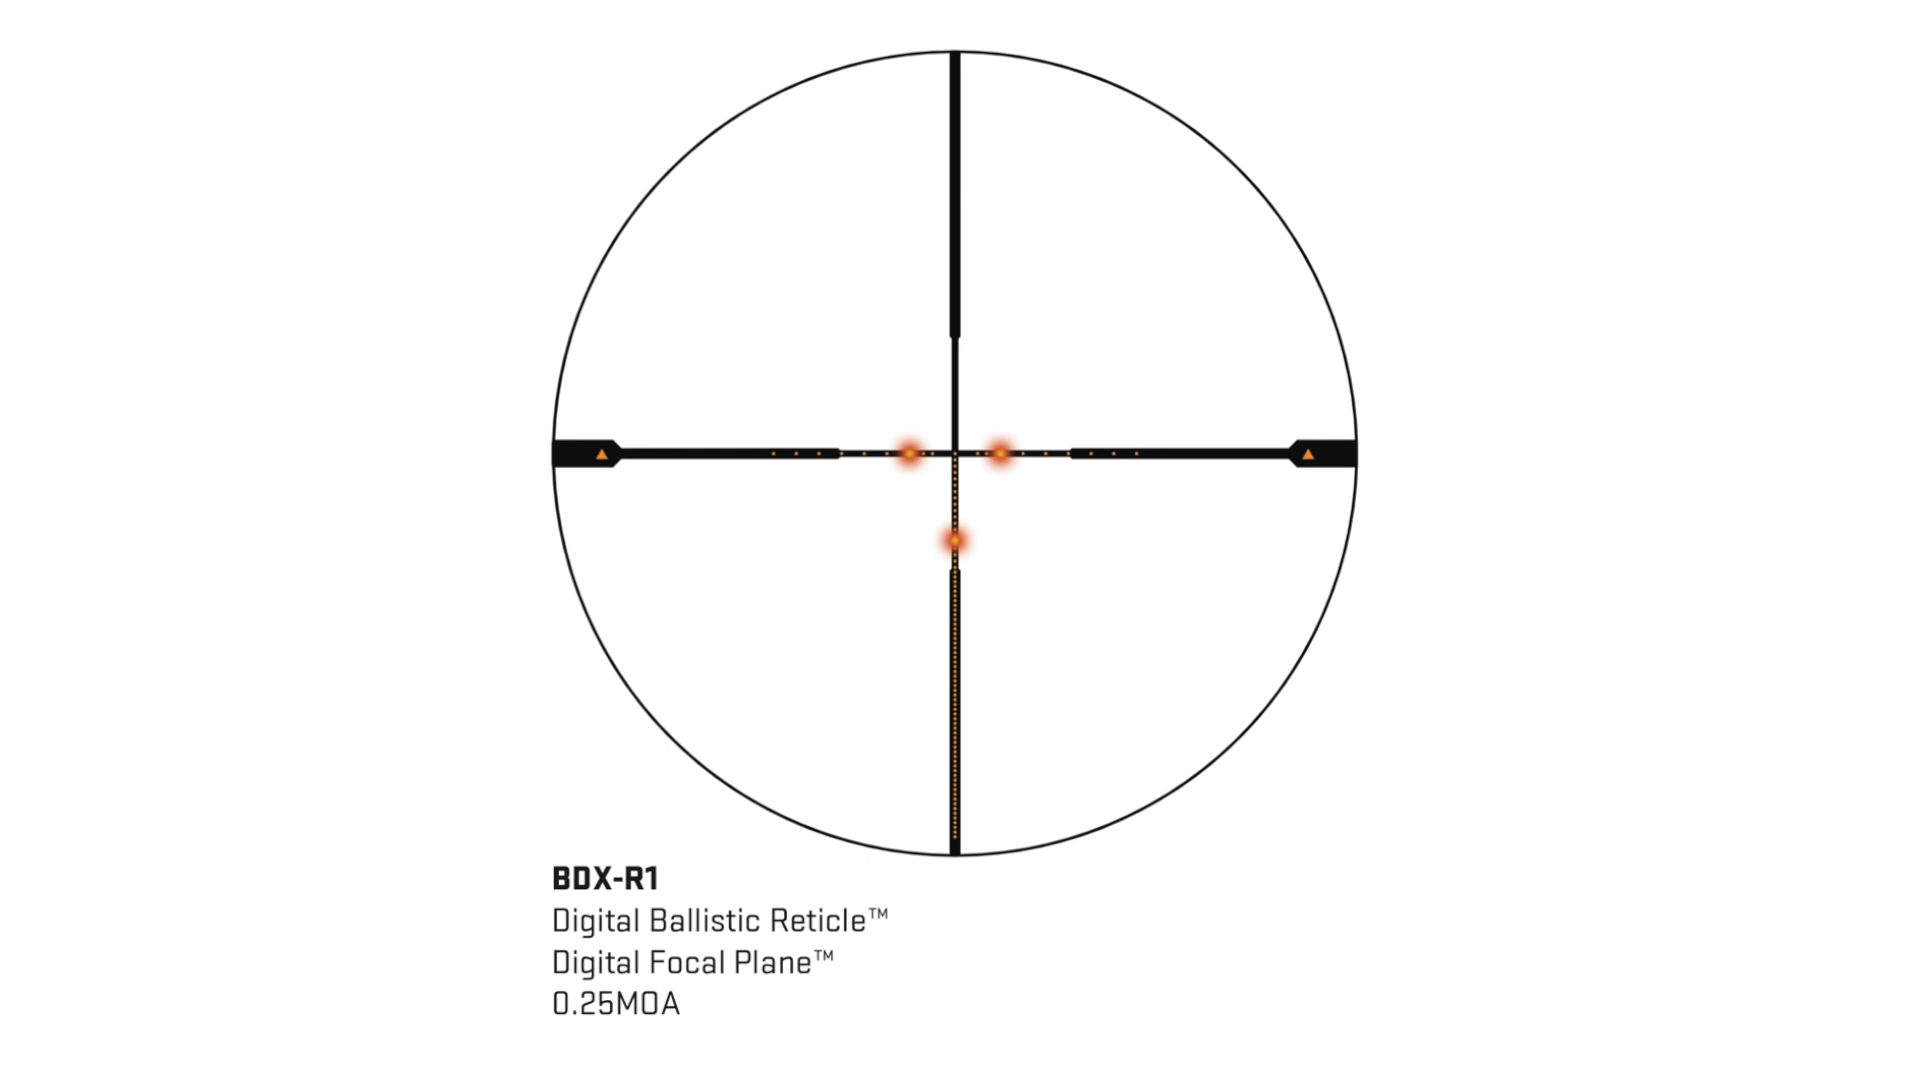 BDX-R1
Digital Ballistic Reticle™
Digital Focal Plane™
0.25MOA